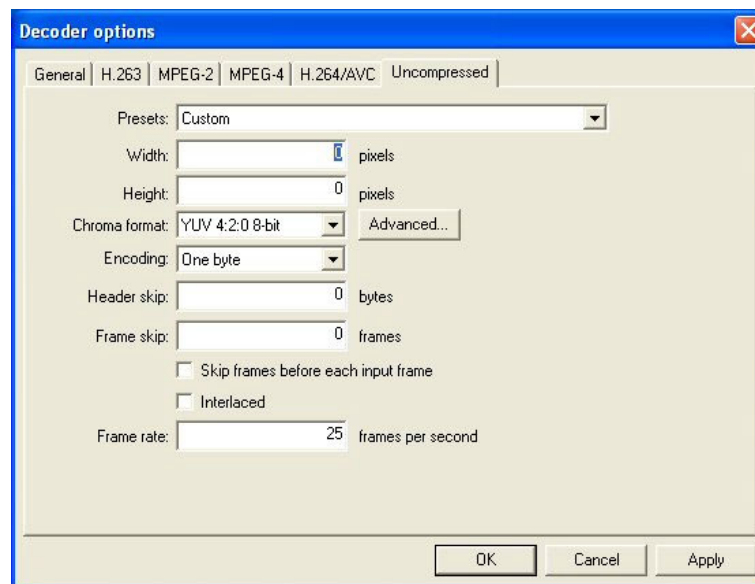 Decoder options
General H.263 MPEG-2 MPEG-4 H.264/AVC Uncompressed
Presets: Custom
Width: 0 pixels
Height: 0 pixels
Chroma format: YUV 4:2:0 8-bit Advanced...
Encoding: One byte
Header skip: 0 bytes
Frame skip: 0 frames
Skip frames before each input frame
Interlaced
Frame rate: 25 frames per second
OK Cancel Apply